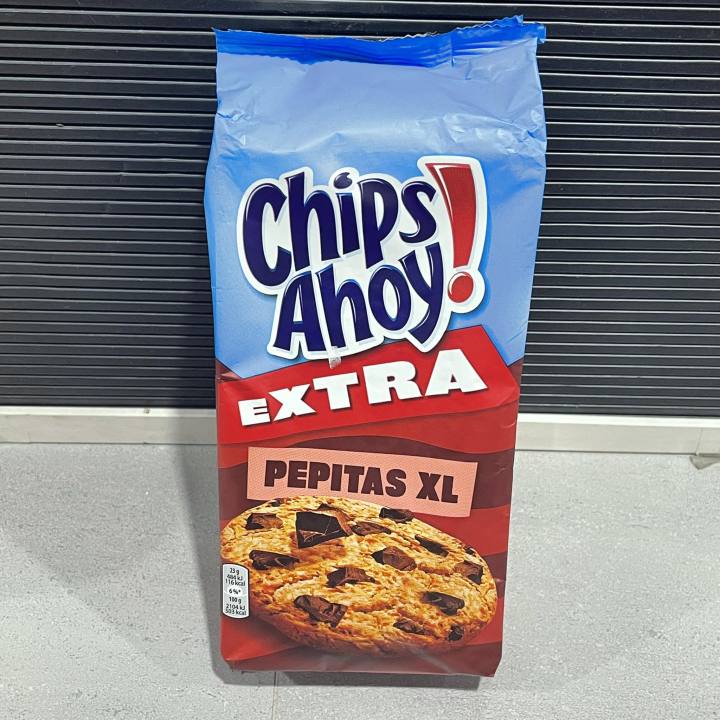 Chips
Ahoy!
EXTRA
PEPITAS XL
23 g
484 kJ
116 kcal
6 %*
100 g
2104 kJ
503 kcal